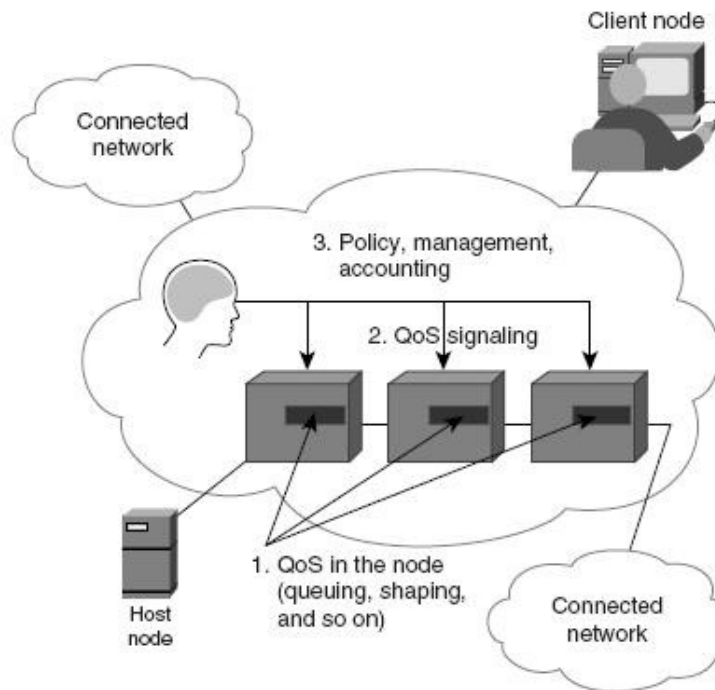 Client node
Connected
network
3. Policy, management,
accounting
2. QoS signaling
1. QoS in the node
(queuing, shaping,
and so on)
Host
node
Connected
network